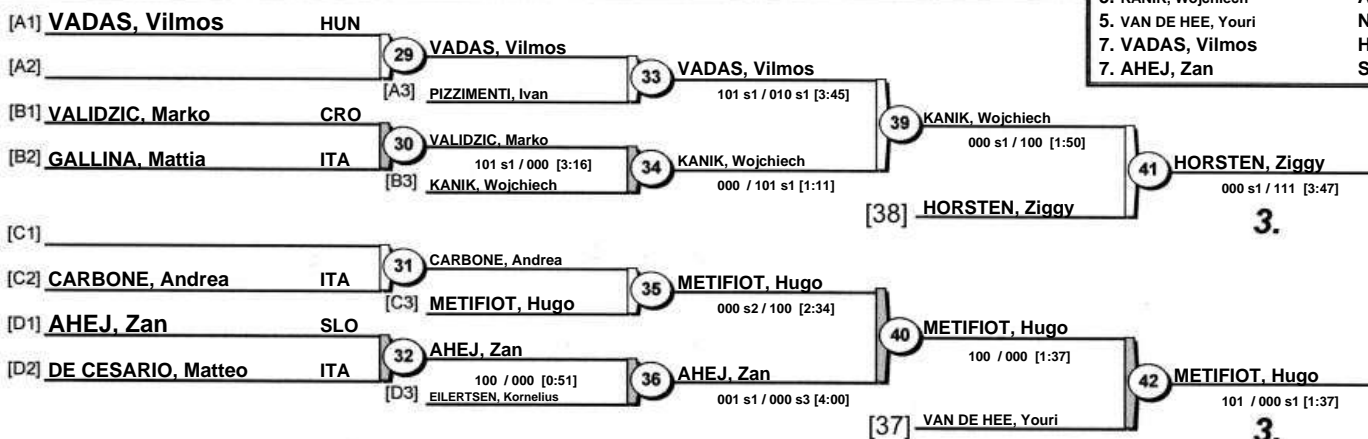 3. KANIK, Wojchiech A
5. VAN DE HEE, Youri N
7. VADAS, Vilmos H
7. AHEJ, Zan S
[A1] VADAS, Vilmos HUN
[A2]
29 VADAS, Vilmos
[A3] PIZZIMENTI, Ivan
33 VADAS, Vilmos
101 s1 / 010 s1 [3:45]
[B1] VALIDZIC, Marko CRO
[B2] GALLINA, Mattia ITA
30 VALIDZIC, Marko
101 s1 / 000 [3:16]
[B3] KANIK, Wojchiech
34 KANIK, Wojchiech
000 / 101 s1 [1:11]
39 KANIK, Wojchiech
000 s1 / 100 [1:50]
[38] HORSTEN, Ziggy
41 HORSTEN, Ziggy
000 s1 / 111 [3:47]
3.
[C1]
[C2] CARBONE, Andrea ITA
31 CARBONE, Andrea
[C3] METIFIOT, Hugo
35 METIFIOT, Hugo
000 s2 / 100 [2:34]
[D1] AHEJ, Zan SLO
[D2] DE CESARIO, Matteo ITA
32 AHEJ, Zan
100 / 000 [0:51]
[D3] EILERTSEN, Kornelius
36 AHEJ, Zan
001 s1 / 000 s3 [4:00]
40 METIFIOT, Hugo
100 / 000 [1:37]
[37] VAN DE HEE, Youri
42 METIFIOT, Hugo
101 / 000 s1 [1:37]
3.